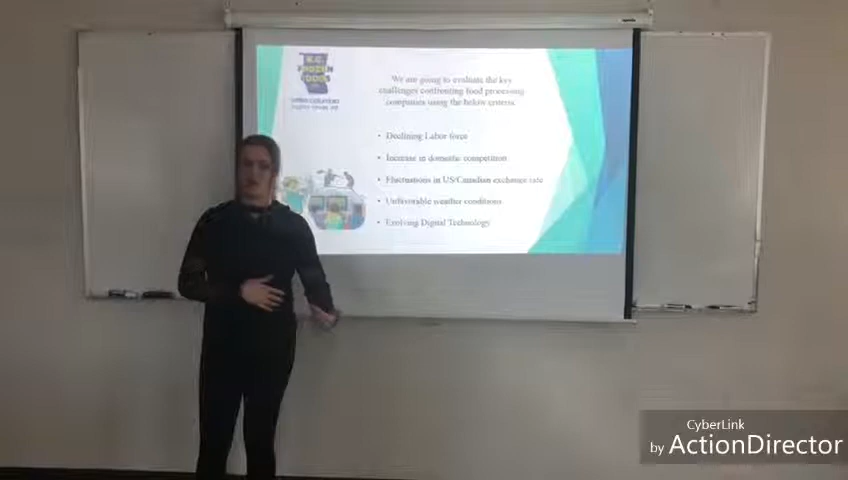 B.C.
FROZEN
FOODS
We are going to evaluate the key
challenges confronting food processing
companies using the below criteria.
• Declining Labor force
• Increase in domestic competition
• Fluctuations in US/Canadian exchange rate
• Unfavorable weather conditions
• Evolving Digital Technology
CyberLink
by ActionDirector